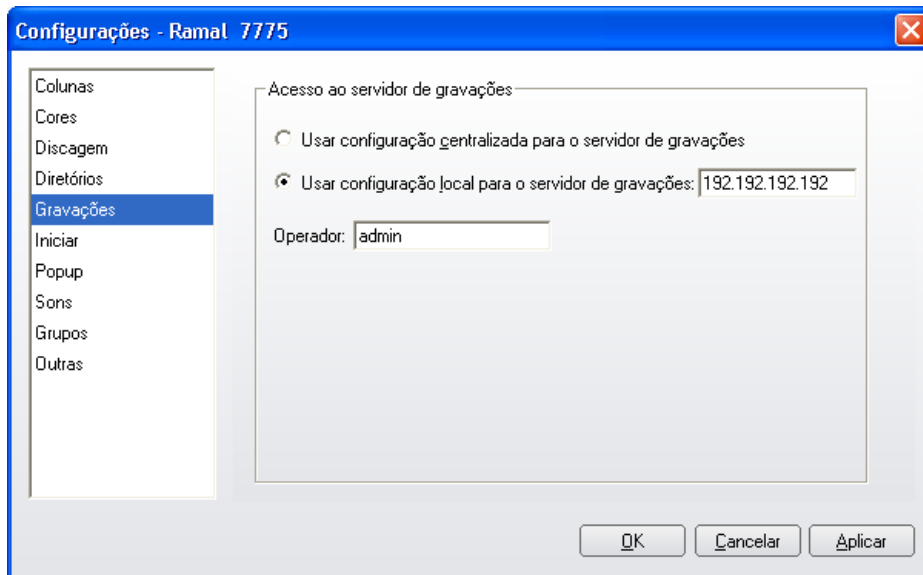 Configurações - Ramal 7775
Colunas
Cores
Discagem
Diretórios
Gravações
Iniciar
Popup
Sons
Grupos
Outras
Acesso ao servidor de gravações
Usar configuração centralizada para o servidor de gravações
Usar configuração local para o servidor de gravações: 192.192.192.192
Operador: admin
OK Cancelar Aplicar